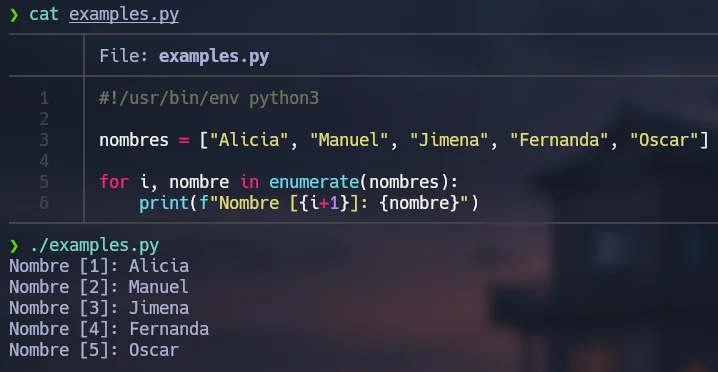 ❯ cat examples.py
File: examples.py
1 #!/usr/bin/env python3
2
3 nombres = ["Alicia", "Manuel", "Jimena", "Fernanda", "Oscar"]
4
5 for i, nombre in enumerate(nombres):
6     print(f"Nombre [{i+1}]: {nombre}")
❯ ./examples.py
Nombre [1]: Alicia
Nombre [2]: Manuel
Nombre [3]: Jimena
Nombre [4]: Fernanda
Nombre [5]: Oscar